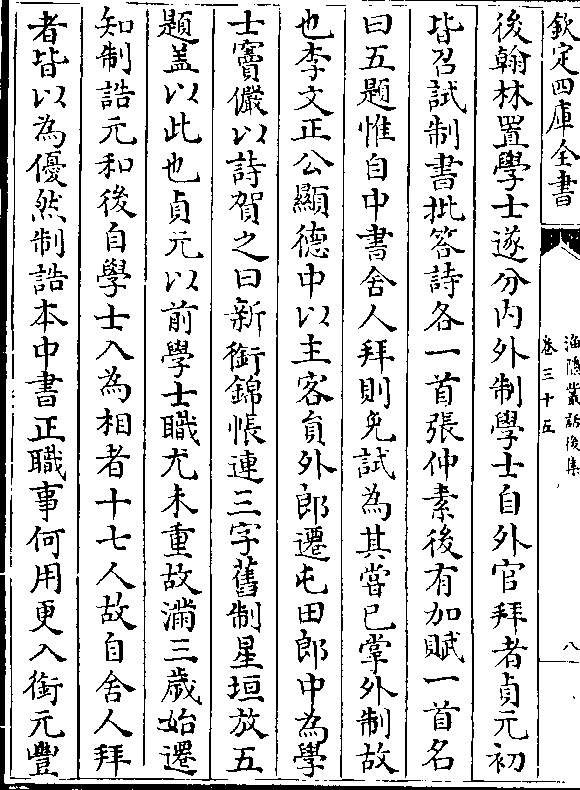 欽定四庫全書
漁隱叢話後集
卷三十五
八
後翰林置學士遂分内外制學士自外官拜者貞元初
皆召試制書批答詩各一首張仲素後有加賦一首名
曰五題惟自中書舍人拜則免試為其嘗已掌外制故
也李文正公顯德中以主客員外郎遷屯田郎中為學
士竇儼以詩賀之曰新銜錦帳連三字舊制星垣放五
題盖以此也貞元以前學士職尤未重故滿三歲始遷
知制誥元和後自學士入為相者十七人故自舍人拜
者皆以為優然制誥本中書正職事何用更入銜元豐